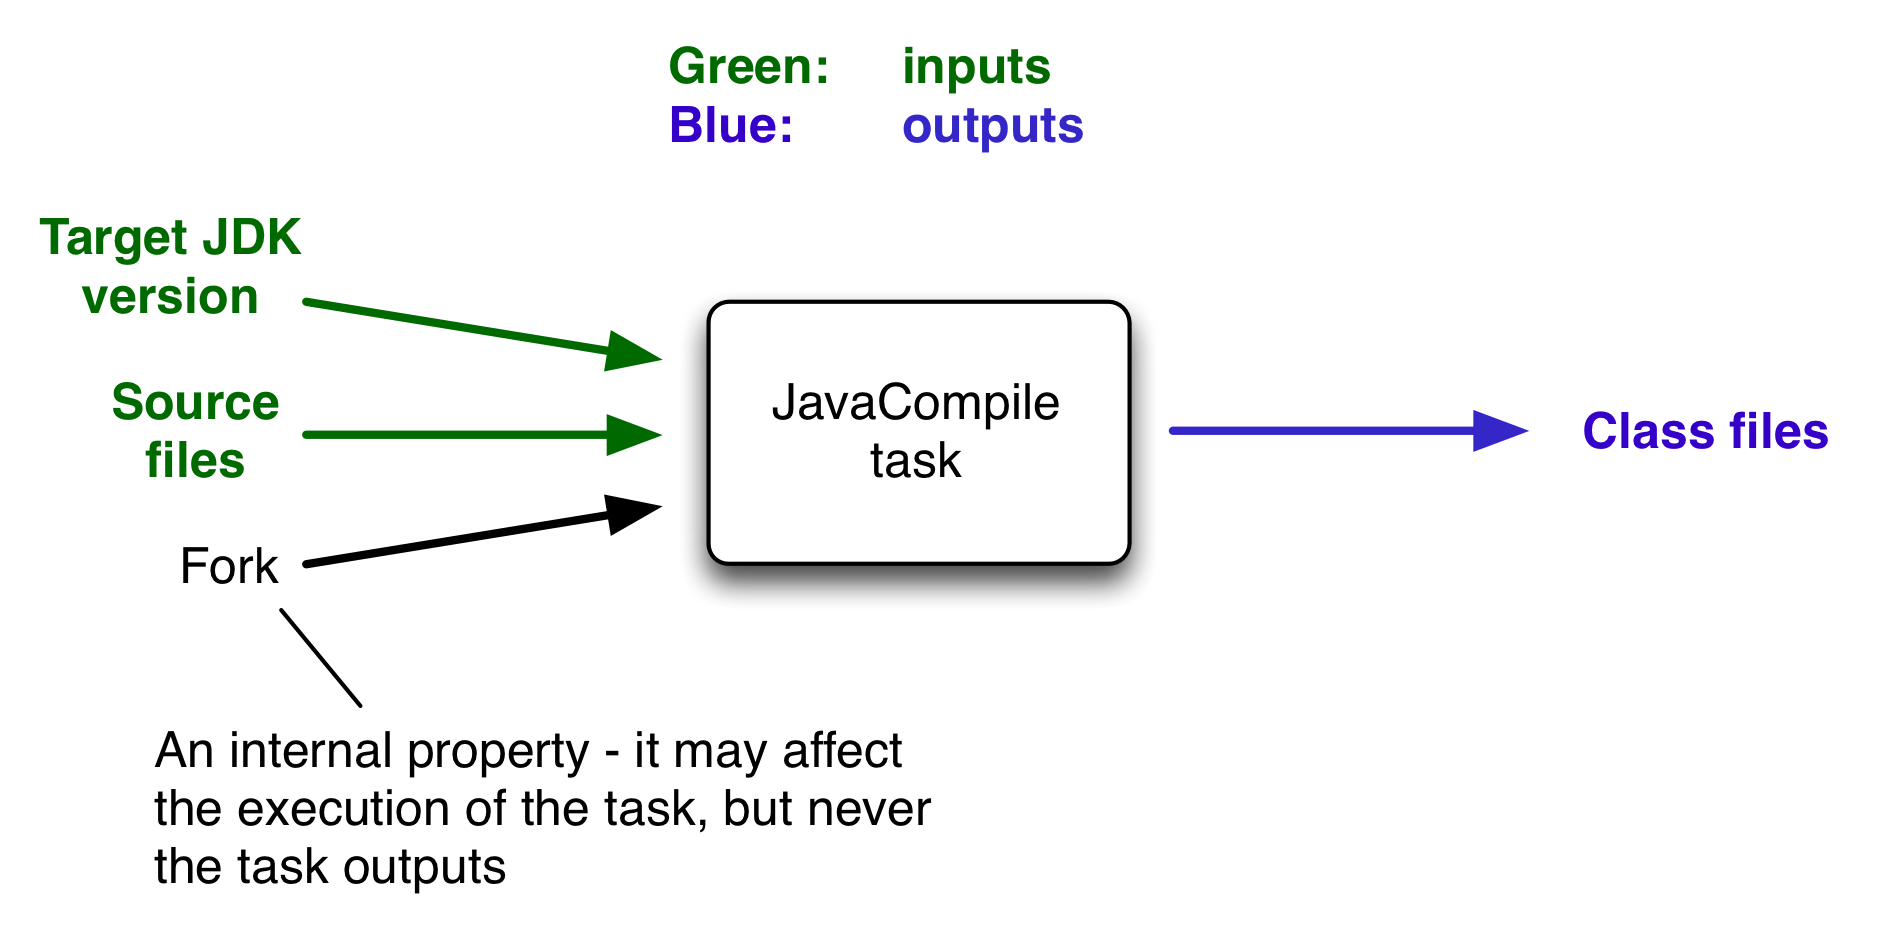 Green: inputs
Blue: outputs
Target JDK
version
Source
files
Fork
JavaCompile
task
Class files
An internal property - it may affect
the execution of the task, but never
the task outputs